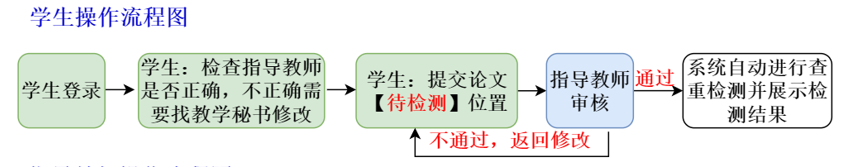 学生操作流程图
学生登录
学生：检查指导教师
是否正确，不正确需
要找教学秘书修改
学生：提交论文
【待检测】位置
指导教师
审核
通过
系统自动进行查
重检测并展示检
测结果
不通过，返回修改